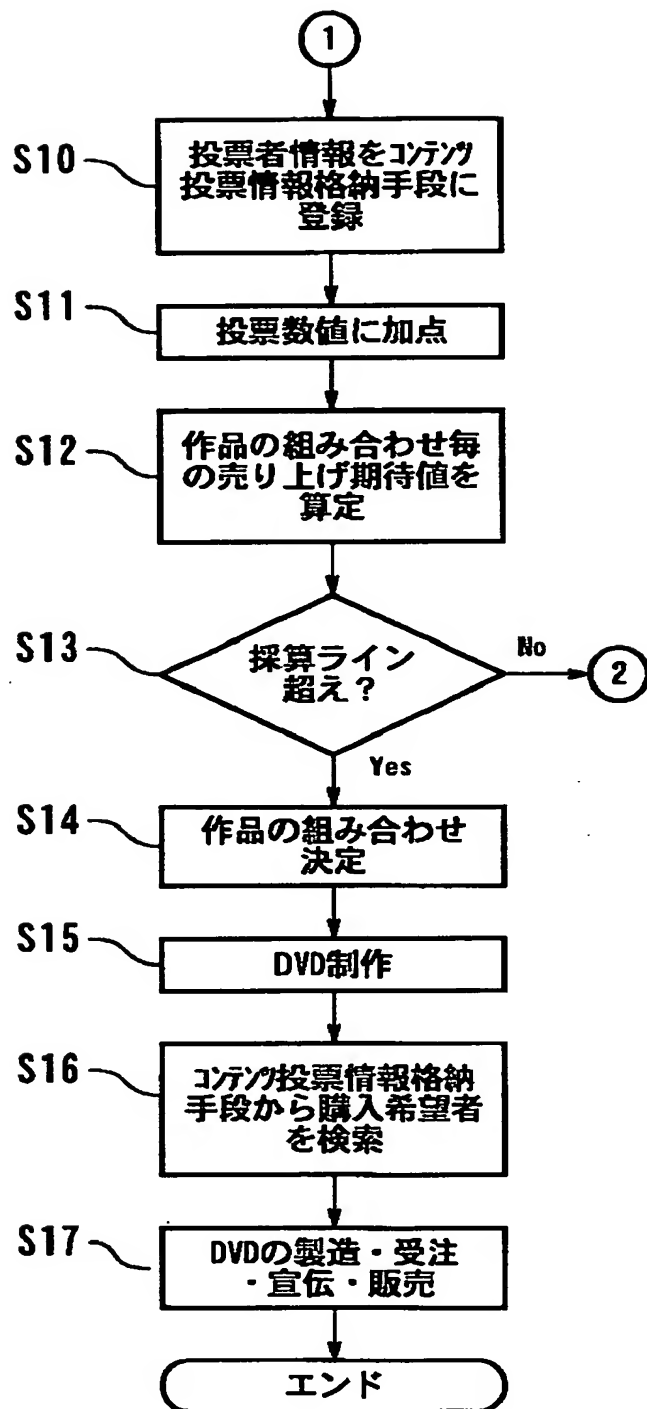 1
S10
投票者情報をコンテンツ
投票情報格納手段に
登録
S11
投票数値に加点
S12
作品の組み合わせ毎
の売り上げ期待値を
算定
S13
採算ライン
超え?
No
2
Yes
S14
作品の組み合わせ
決定
S15
DVD制作
S16
コンテンツ投票情報格納
手段から購入希望者
を検索
S17
DVDの製造・受注
・宣伝・販売
エンド